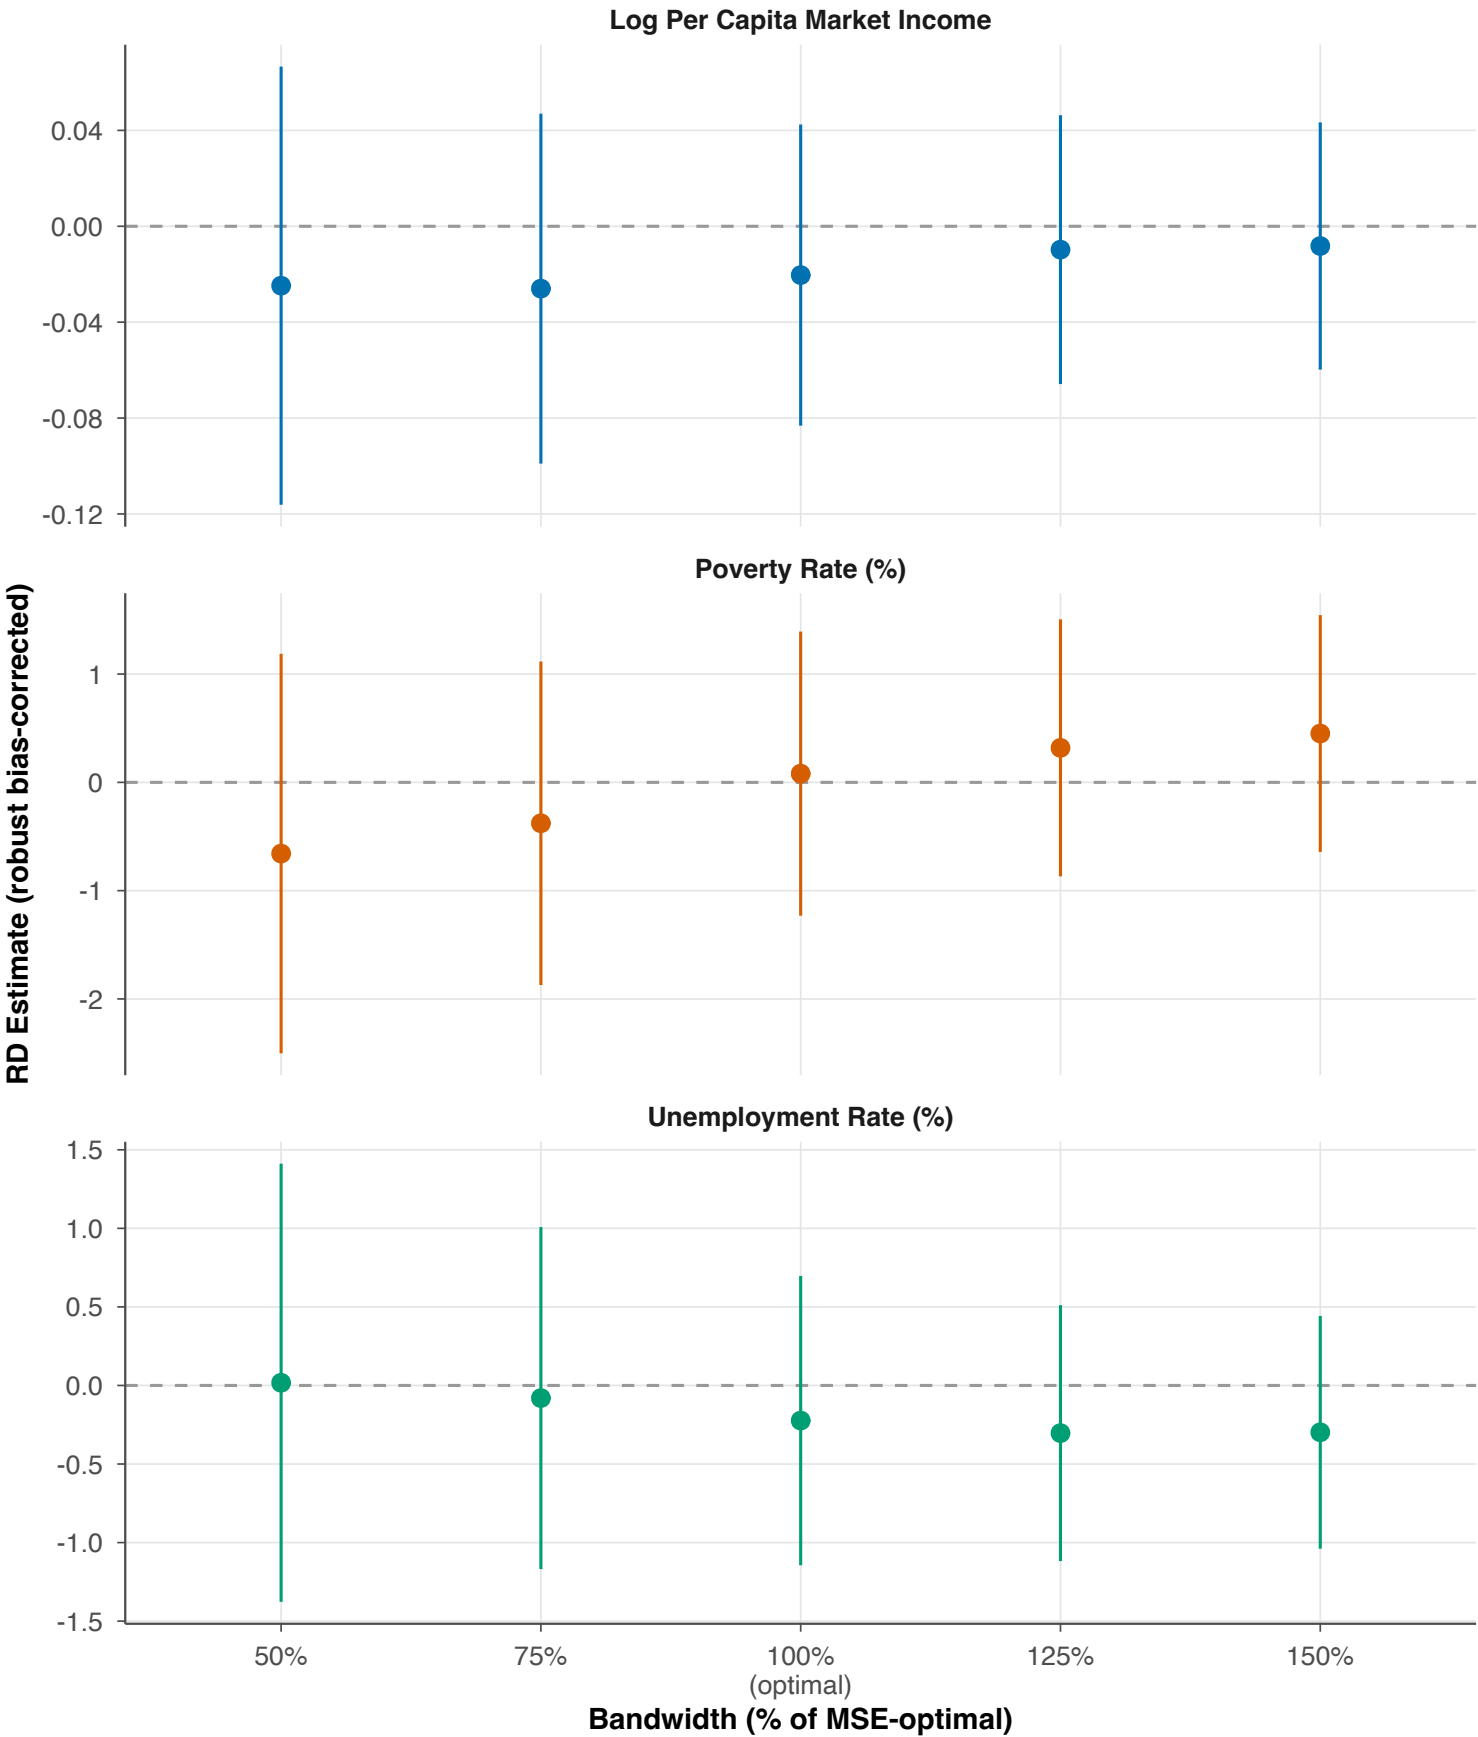 Log Per Capita Market Income
0.04
0.00
-0.04
-0.08
-0.12
Poverty Rate (%)
1
0
-1
-2
Unemployment Rate (%)
1.5
1.0
0.5
0.0
-0.5
-1.0
-1.5
50% 75% 100% 125% 150%
(optimal)
Bandwidth (% of MSE-optimal)
RD Estimate (robust bias-corrected)